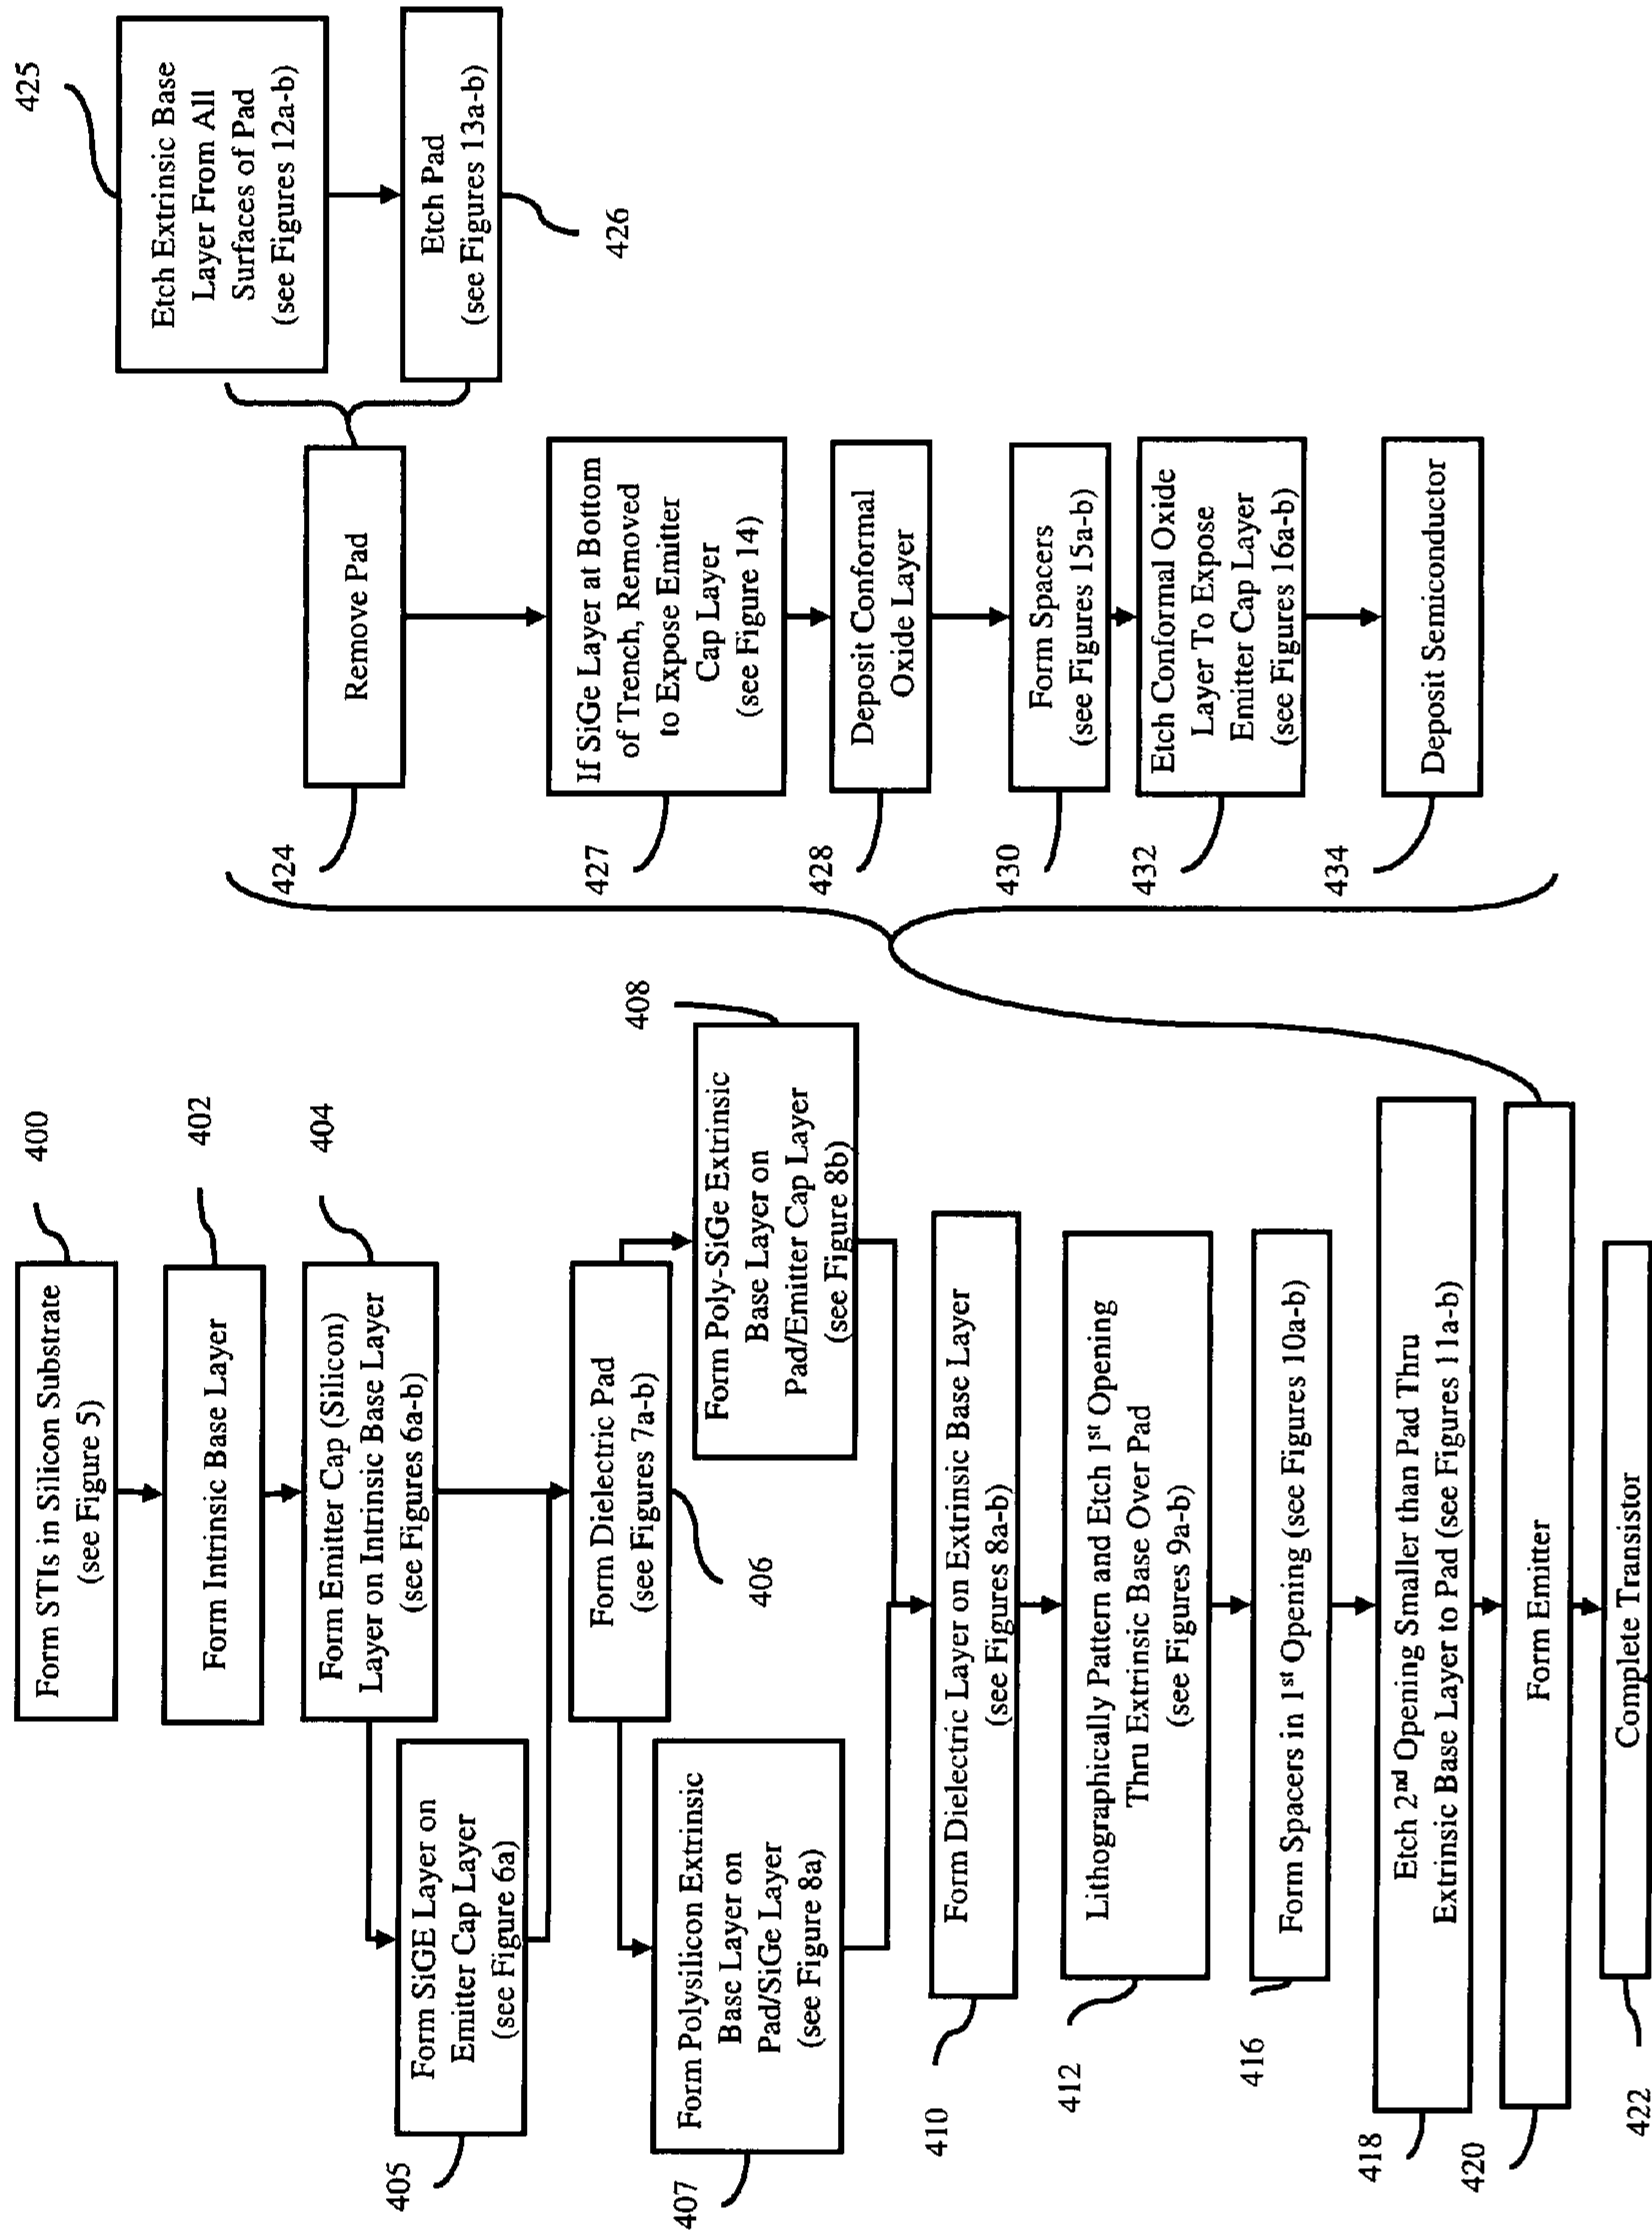 400
Form STIs in Silicon Substrate
(see Figure 5)
402
Form Intrinsic Base Layer
404
Form Emitter Cap (Silicon)
Layer on Intrinsic Base Layer
(see Figures 6a-b)
405
Form SiGE Layer on
Emitter Cap Layer
(see Figure 6a)
406
Form Dielectric Pad
(see Figures 7a-b)
407
Form Polysilicon Extrinsic
Base Layer on
Pad/SiGe Layer
(see Figure 8a)
408
Form Poly-SiGe Extrinsic
Base Layer on
Pad/Emitter Cap Layer
(see Figure 8b)
410
Form Dielectric Layer on Extrinsic Base Layer
(see Figures 8a-b)
412
Lithographically Pattern and Etch 1st Opening
Thru Extrinsic Base Over Pad
(see Figures 9a-b)
416
Form Spacers in 1st Opening (see Figures 10a-b)
418
Etch 2nd Opening Smaller than Pad Thru
Extrinsic Base Layer to Pad (see Figures 11a-b)
420
Form Emitter
422
Complete Transistor
424
Remove Pad
425
Etch Extrinsic Base
Layer From All
Surfaces of Pad
(see Figures 12a-b)
426
Etch Pad
(see Figures 13a-b)
427
If SiGe Layer at Bottom
of Trench, Removed
to Expose Emitter
Cap Layer
(see Figure 14)
428
Deposit Conformal
Oxide Layer
430
Form Spacers
(see Figures 15a-b)
432
Etch Conformal Oxide
Layer To Expose
Emitter Cap Layer
(see Figures 16a-b)
434
Deposit Semiconductor